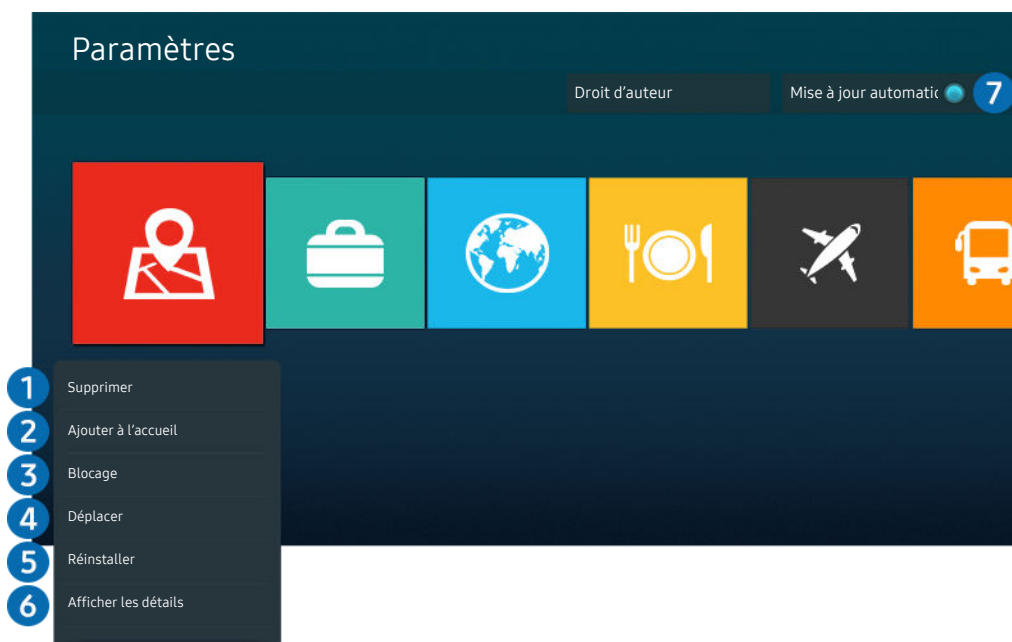 Paramètres
Droit d'auteur
Mise à jour automatic
7
1
Supprimer
2
Ajouter à l'accueil
3
Blocage
4
Déplacer
5
Réinstaller
6
Afficher les détails